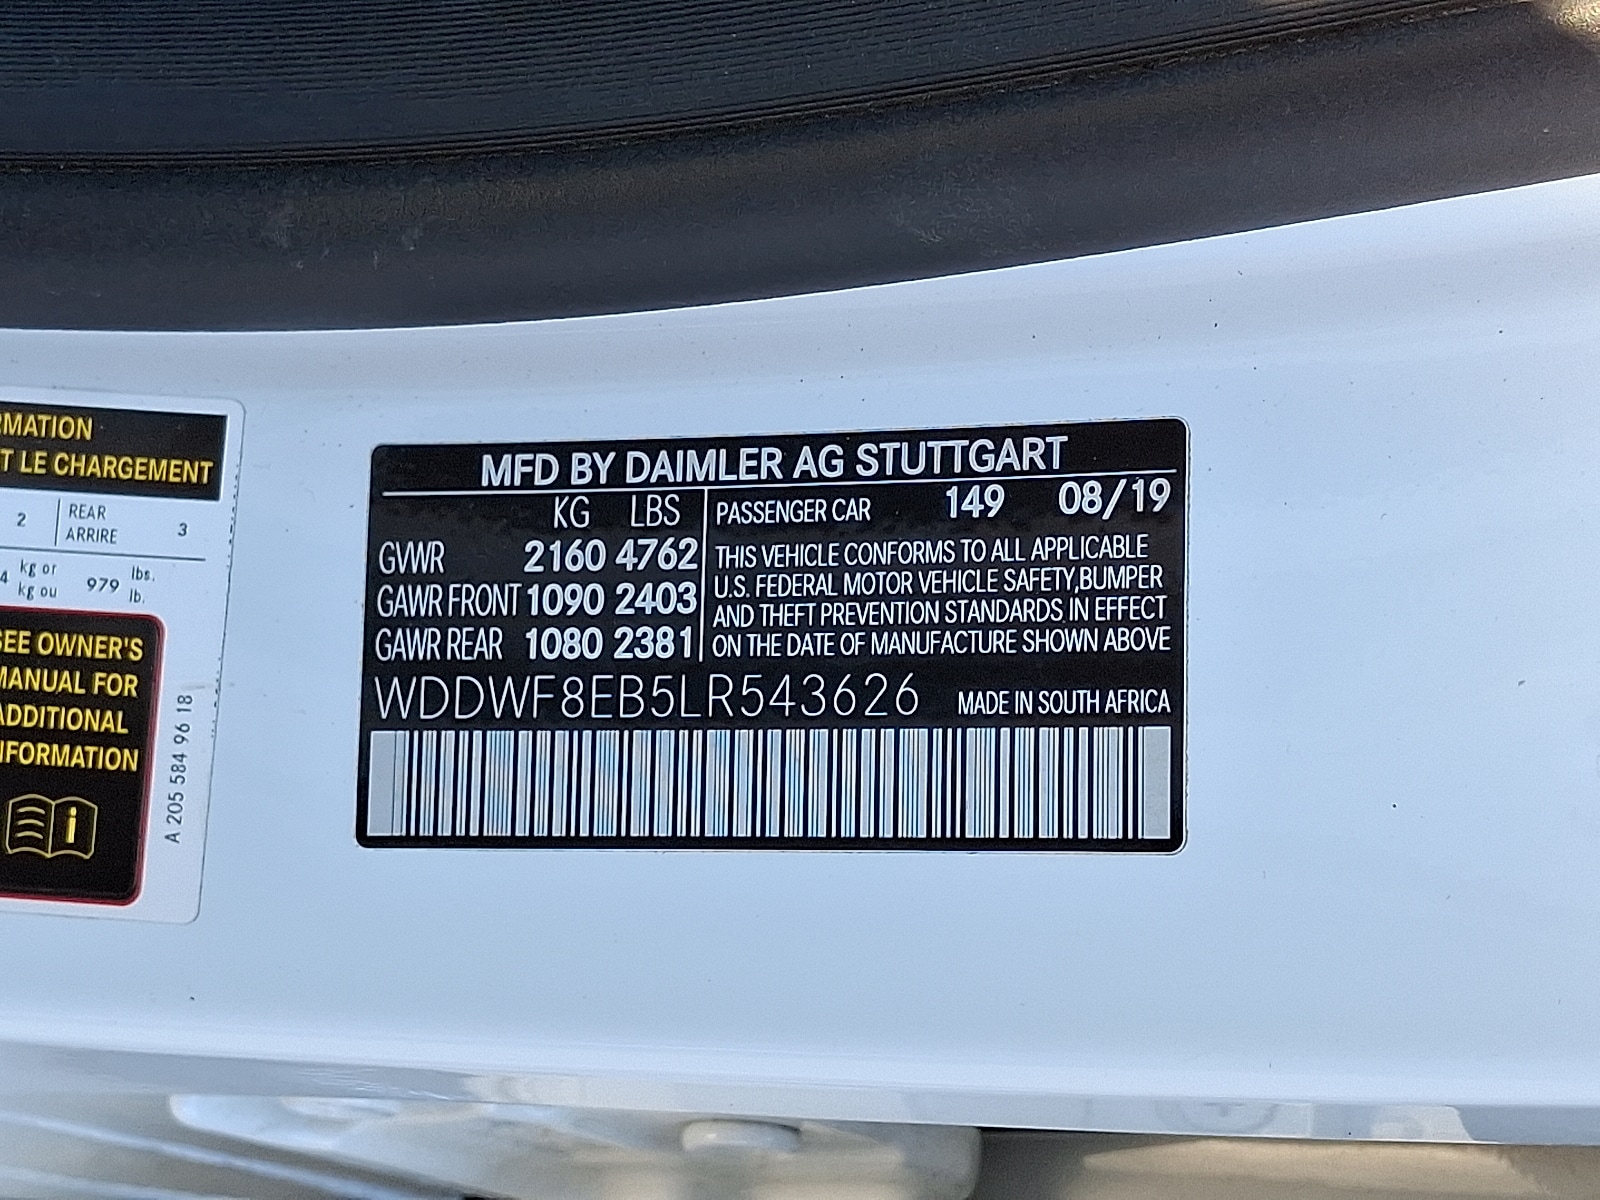 RMATION
T LE CHARGEMENT
2 REAR ARRIRE 3
4 kg or kg ou 979 lbs. lb.
SEE OWNER'S
MANUAL FOR
ADDITIONAL
NFORMATION
i
A 205 584 96 18
MFD BY DAIMLER AG STUTTGART
KG LBS
GVWR 2160 4762
GAWR FRONT 1090 2403
GAWR REAR 1080 2381
PASSENGER CAR 149 08/19
THIS VEHICLE CONFORMS TO ALL APPLICABLE
U.S. FEDERAL MOTOR VEHICLE SAFETY,BUMPER
AND THEFT PREVENTION STANDARDS IN EFFECT
ON THE DATE OF MANUFACTURE SHOWN ABOVE
WDDWF8EB5LR543626 MADE IN SOUTH AFRICA